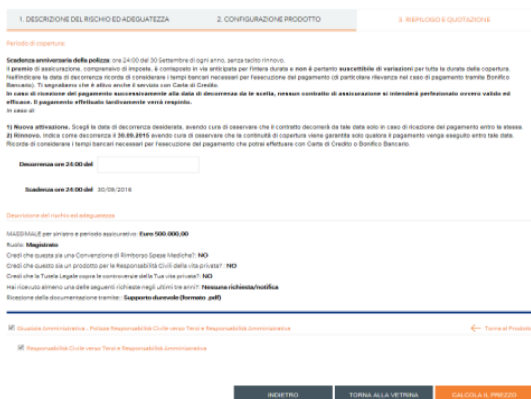 1. DESCRIZIONE DEL RISCHIO ED ADEGUATEZZA
2. CONFIGURAZIONE PRODOTTO
3. RIEPILOGO E QUOTAZIONE
Periodo di copertura:
Scadenza anniversaria della polizza: ore 24:00 del 30 Settembre di ogni anno, senza tacito rinnovo.
Il premio di assicurazione, comprensivo di imposte, è corrisposto in via anticipata per l'intera durata e non è pertanto suscettibile di variazioni per tutta la durata della copertura.
Nell'indicare la data di decorrenza ricorda di considerare i tempi bancari necessari per l'esecuzione del pagamento (di particolare rilevanza nel caso di pagamento tramite Bonifico
Bancario). Ti segnaliamo che è attivo anche il servizio con Carta di Credito.
In caso di ricezione del pagamento successivamente alla data di decorrenza da te scelta, nessun contratto di assicurazione si intenderà perfezionato ovvero valido ed
efficace. Il pagamento effettuato tardivamente verrà respinto.
In caso di:
1) Nuova attivazione. Scegli la data di decorrenza desiderata, avendo cura di osservare che il contratto decorrerà da tale data solo in caso di ricezione del pagamento entro la stessa.
2) Rinnovo. Indica come decorrenza il 30.09.2015 avendo cura di osservare che la continuità di copertura viene garantita solo qualora il pagamento venga eseguito entro tale data.
Ricorda di considerare i tempi bancari necessari per l'esecuzione del pagamento che potrai effettuare con Carta di Credito o Bonifico Bancario.
Decorrenza ore 24:00 del
Scadenza ore 24:00 del 30/09/2016
Descrizione del rischio ed adeguatezza
MASSIMALE per sinistro e periodo assicurativo: Euro 500.000,00
Ruolo: Magistrato
Credi che questa sia una Convenzione di Rimborso Spese Mediche?: NO
Credi che questo sia un prodotto per le Responsabilità Civili della vita privata? : NO
Credi che la Tutela Legale copra le controversie della Tua vita privata?: NO
Hai ricevuto almeno una delle seguenti richieste negli ultimi tre anni?: Nessuna richiesta/notifica
Ricezione della documentazione tramite:: Supporto durevole (formato .pdf)
Giustizia Amministrativa - Polizza Responsabilità Civile verso Terzi e Responsabilità Amministrativa
← Torna al Prodotto
Responsabilità Civile verso Terzi e Responsabilità Amministrativa
INDIETRO
TORNA ALLA VETRINA
CALCOLA IL PREZZO